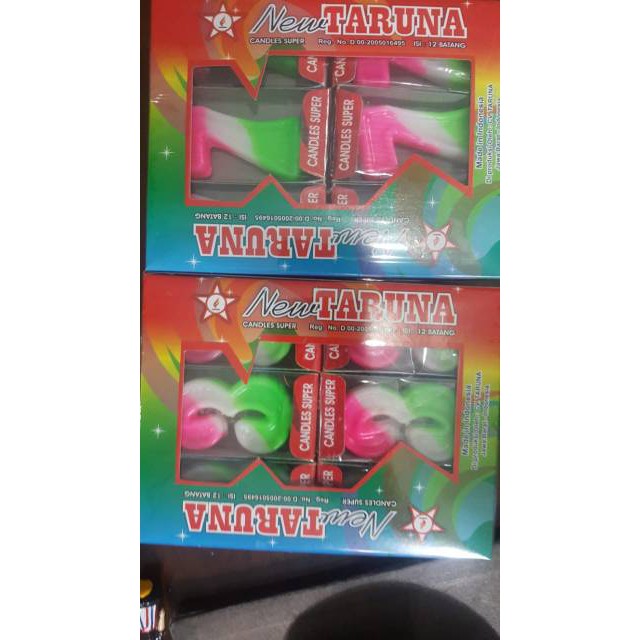 New TARUNA
CANDLES SUPER Reg. No. D.00-2005016495 ISI : 12 BATANG
CANDLES SUPER
CANDLES SUPER
Made in Indonesia
New TARUNA
CANDLES SUPER Reg. No. D.00-2005016495 ISI : 12 BATANG
New TARUNA
CANDLES SUPER Reg. No. D.00-200 ISI : 12 BATANG
CANDLES SUPER
CANDLES SUPER
Made in Indonesia
New TARUNA
CANDLES SUPER Reg. No. D.00-2005016495 ISI : 12 BATANG